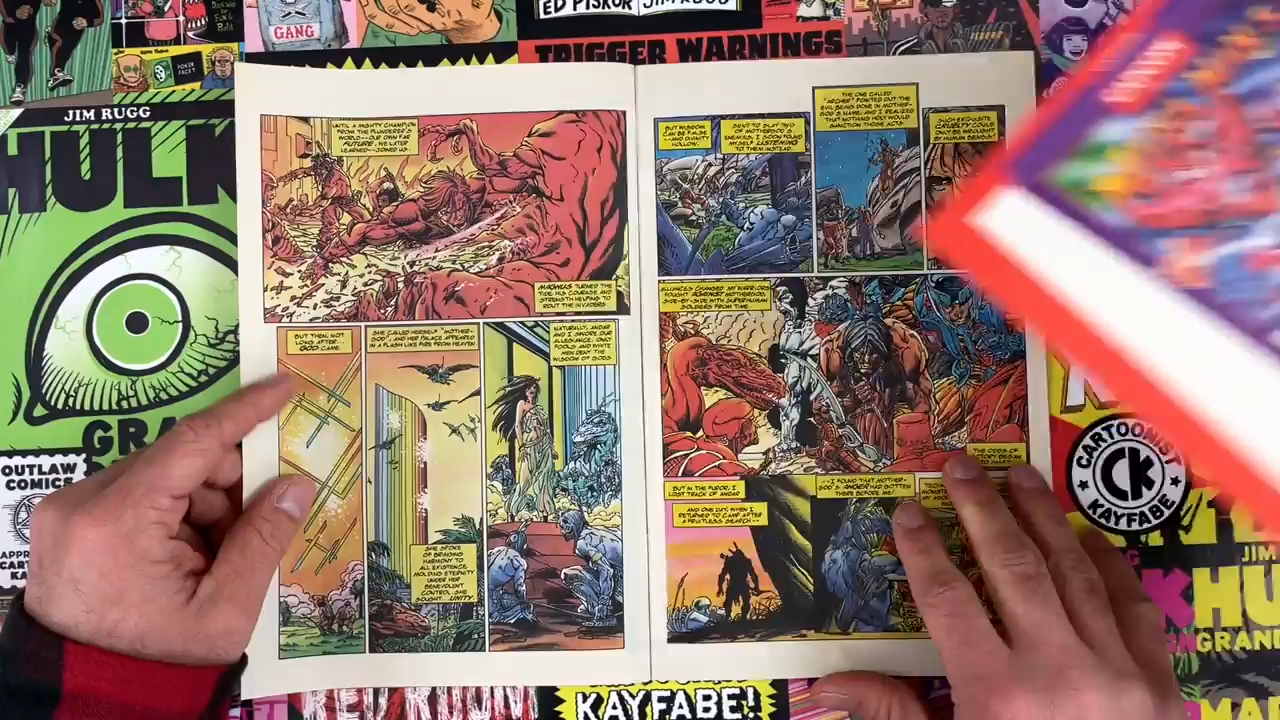 ED PISKOR JIM RUGG
GANG
TRIGGER WARNINGS
JIM RUGG
HULK
GRA
OUTLAW
COMICS
UNTIL A MIGHTY CHAMPION
FROM THE PLUNDERER'S
WORLD--OUR OWN FAR
FUTURE, WE LATER
LEARNED--JOINED US.
MAGNUS TURNED THE
TIDE, HIS COURAGE AND
STRENGTH HELPING TO
ROUT THE INVADERS.
BUT THEN, NOT
LONG AFTER...
GOD CAME.
SHE CALLED HERSELF "MOTHER-
GOD", AND HER PALACE APPEARED
IN A FLASH LIKE FIRE FROM HEAVEN.
SHE SPOKE
OF BRINGING
HARMONY TO
ALL EXISTENCE,
MOLDING ETERNITY
UNDER HER
BENEVOLENT
CONTROL. SHE
SOUGHT...UNITY.
NATURALLY, ANDAR
AND I SWORE OUR
ALLEGIANCE. ONLY
FOOLS AND WHITE
MEN DENY THE
WISDOM OF GODS.
BUT WISDOM
CAN BE FALSE
--AND DIVINITY
HOLLOW.
SENT TO SLAY TWO
OF MOTHERGOD'S
ENEMIES, I SOON FOUND
MYSELF LISTENING
TO THEM INSTEAD.
THE ONE CALLED
"ARCHER" POINTED OUT THE
EVIL BEING DONE IN MOTHER-
GOD'S NAME, AND I REALIZED
THAT NOTHING HOLY WOULD
SANCTION THOSE ACTS.
SUCH EXQUISITE
CRUELTY COULD
ONLY BE WROUGHT
BY HUMAN BEINGS!
ALLIANCES CHANGED. MY WARRIORS
FOUGHT AGAINST MOTHERGOD,
SIDE-BY-SIDE WITH SUPERHUMAN
SOLDIERS FROM TIME.
THE ODDS OF
BUT IN THE FUROR, I
LOST TRACK OF ANDAR
AND ONE DAY, WHEN I
RETURNED TO CAMP AFTER
A FRUITLESS SEARCH--
--I FOUND THAT MOTHER-
GOD'S ANGER HAD GOTTEN
THERE BEFORE ME!
CARTOONIST
CK
KAYFABE
JIM
HU
GRAN
RED ROOM
KAYFABE!